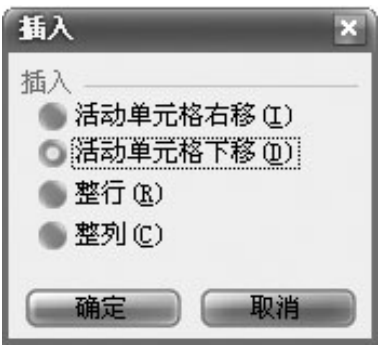 插入
插入
活动单元格右移(I)
活动单元格下移(D)
整行(R)
整列(C)
确定 取消